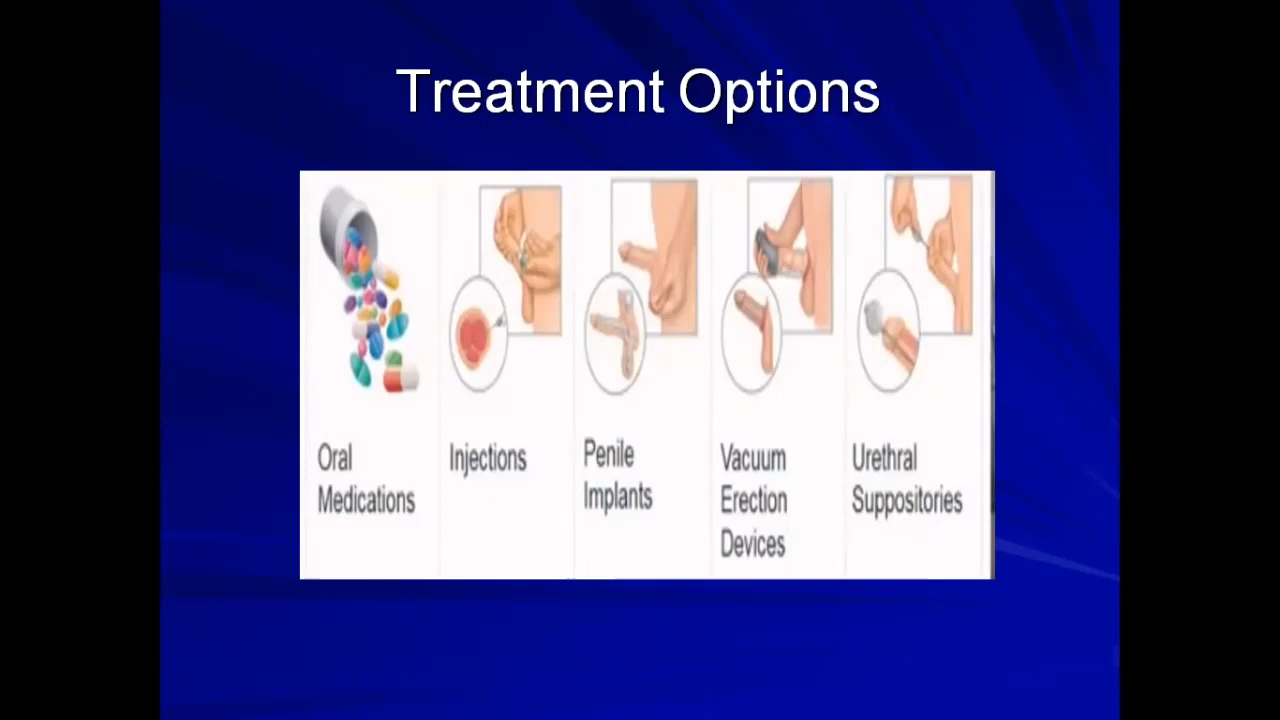 Treatment Options
Oral
Medications
Injections
Penile
Implants
Vacuum
Erection
Devices
Urethral
Suppositories